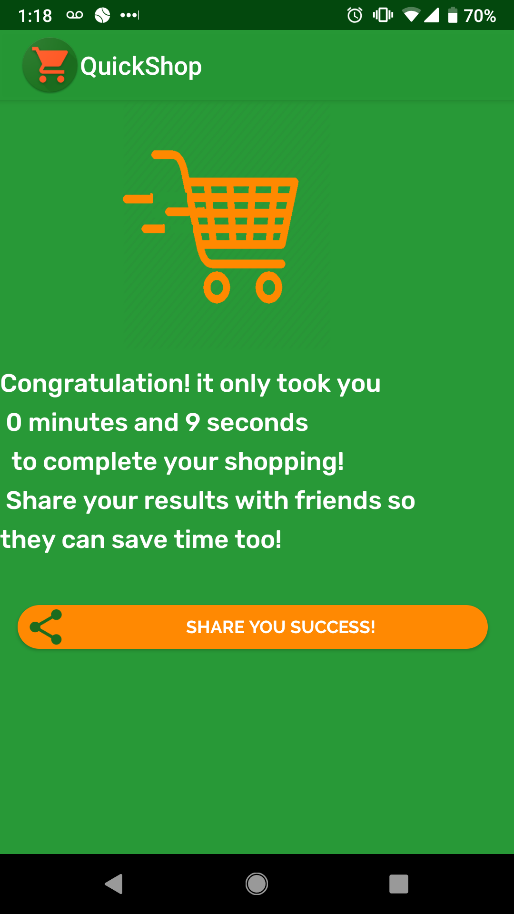 1:18
70%
QuickShop
Congratulation! it only took you
0 minutes and 9 seconds
to complete your shopping!
Share your results with friends so
they can save time too!
SHARE YOU SUCCESS!